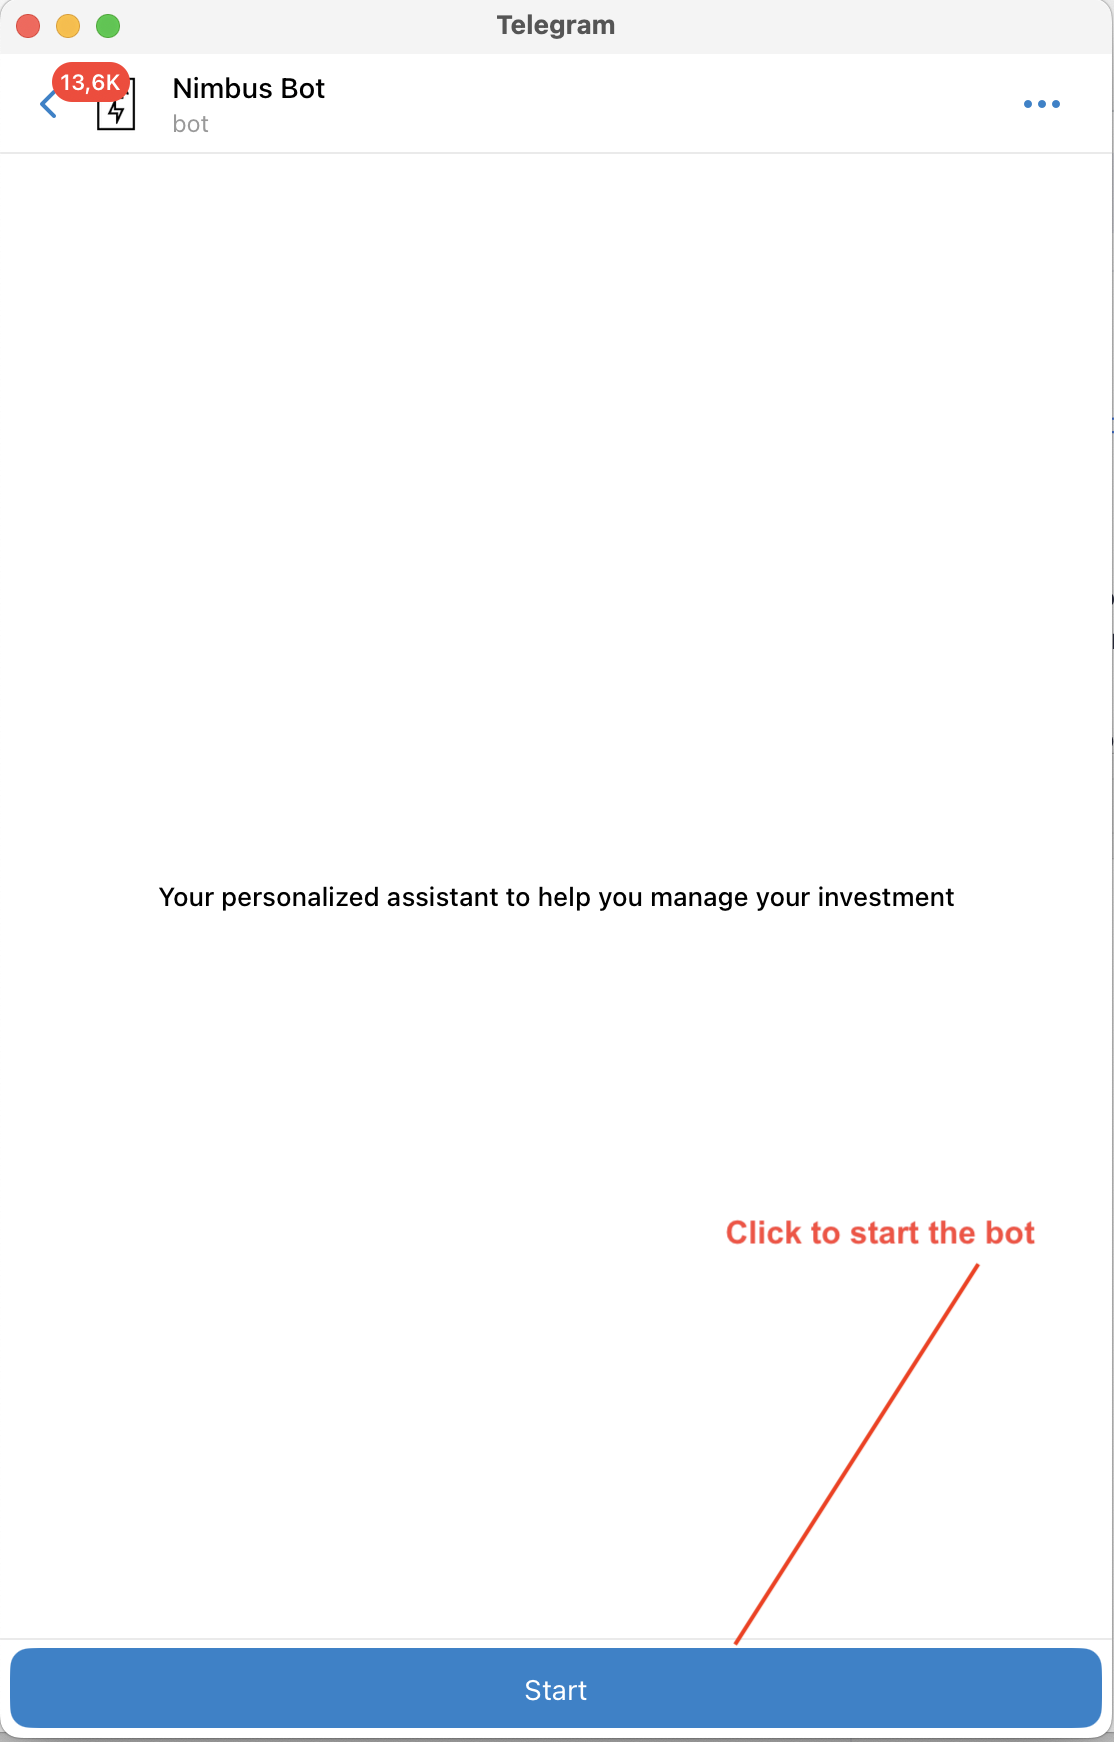 Telegram
13,6K
Nimbus Bot
bot
Your personalized assistant to help you manage your investment
Click to start the bot
Start